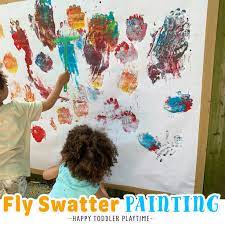 Fly Swatter PAINTING
-HAPPY TODDLER PLAYTIME-